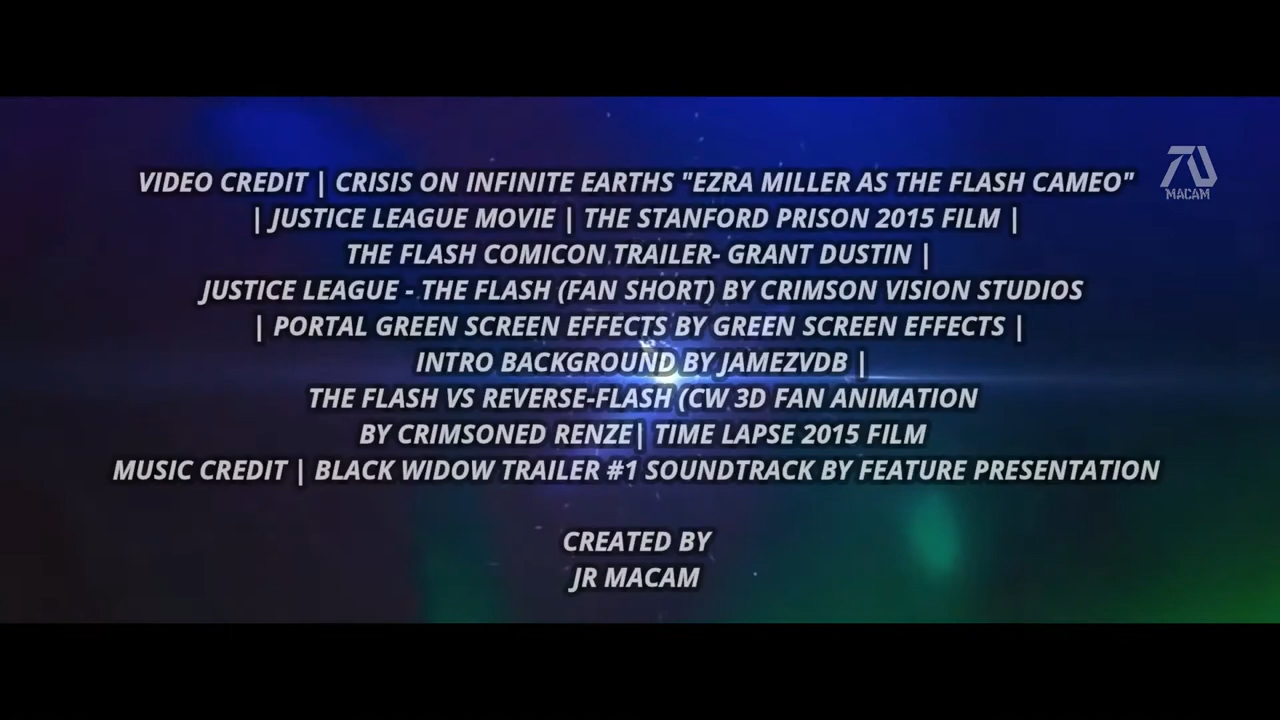 VIDEO CREDIT | CRISIS ON INFINITE EARTHS "EZRA MILLER AS THE FLASH CAMEO"
| JUSTICE LEAGUE MOVIE | THE STANFORD PRISON 2015 FILM |
THE FLASH COMICON TRAILER- GRANT DUSTIN |
JUSTICE LEAGUE - THE FLASH (FAN SHORT) BY CRIMSON VISION STUDIOS
| PORTAL GREEN SCREEN EFFECTS BY GREEN SCREEN EFFECTS |
INTRO BACKGROUND BY JAMEZVDB |
THE FLASH VS REVERSE-FLASH (CW 3D FAN ANIMATION
BY CRIMSONED RENZE| TIME LAPSE 2015 FILM
MUSIC CREDIT | BLACK WIDOW TRAILER #1 SOUNDTRACK BY FEATURE PRESENTATION
CREATED BY
JR MACAM
MACAM